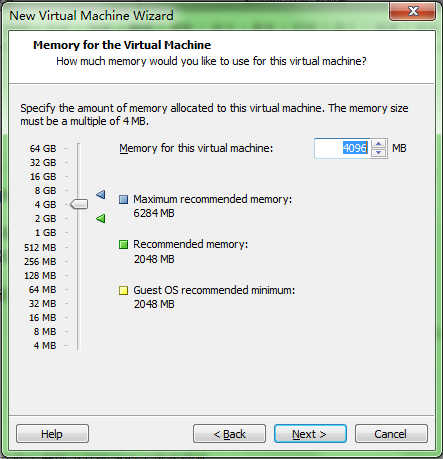 New Virtual Machine Wizard
Memory for the Virtual Machine
How much memory would you like to use for this virtual machine?
Specify the amount of memory allocated to this virtual machine. The memory size
must be a multiple of 4 MB.
Memory for this virtual machine: 4096 MB
64 GB
32 GB
16 GB
8 GB
4 GB
2 GB
1 GB
512 MB
256 MB
128 MB
64 MB
32 MB
16 MB
8 MB
4 MB
Maximum recommended memory:
6284 MB
Recommended memory:
2048 MB
Guest OS recommended minimum:
2048 MB
Help
< Back
Next >
Cancel